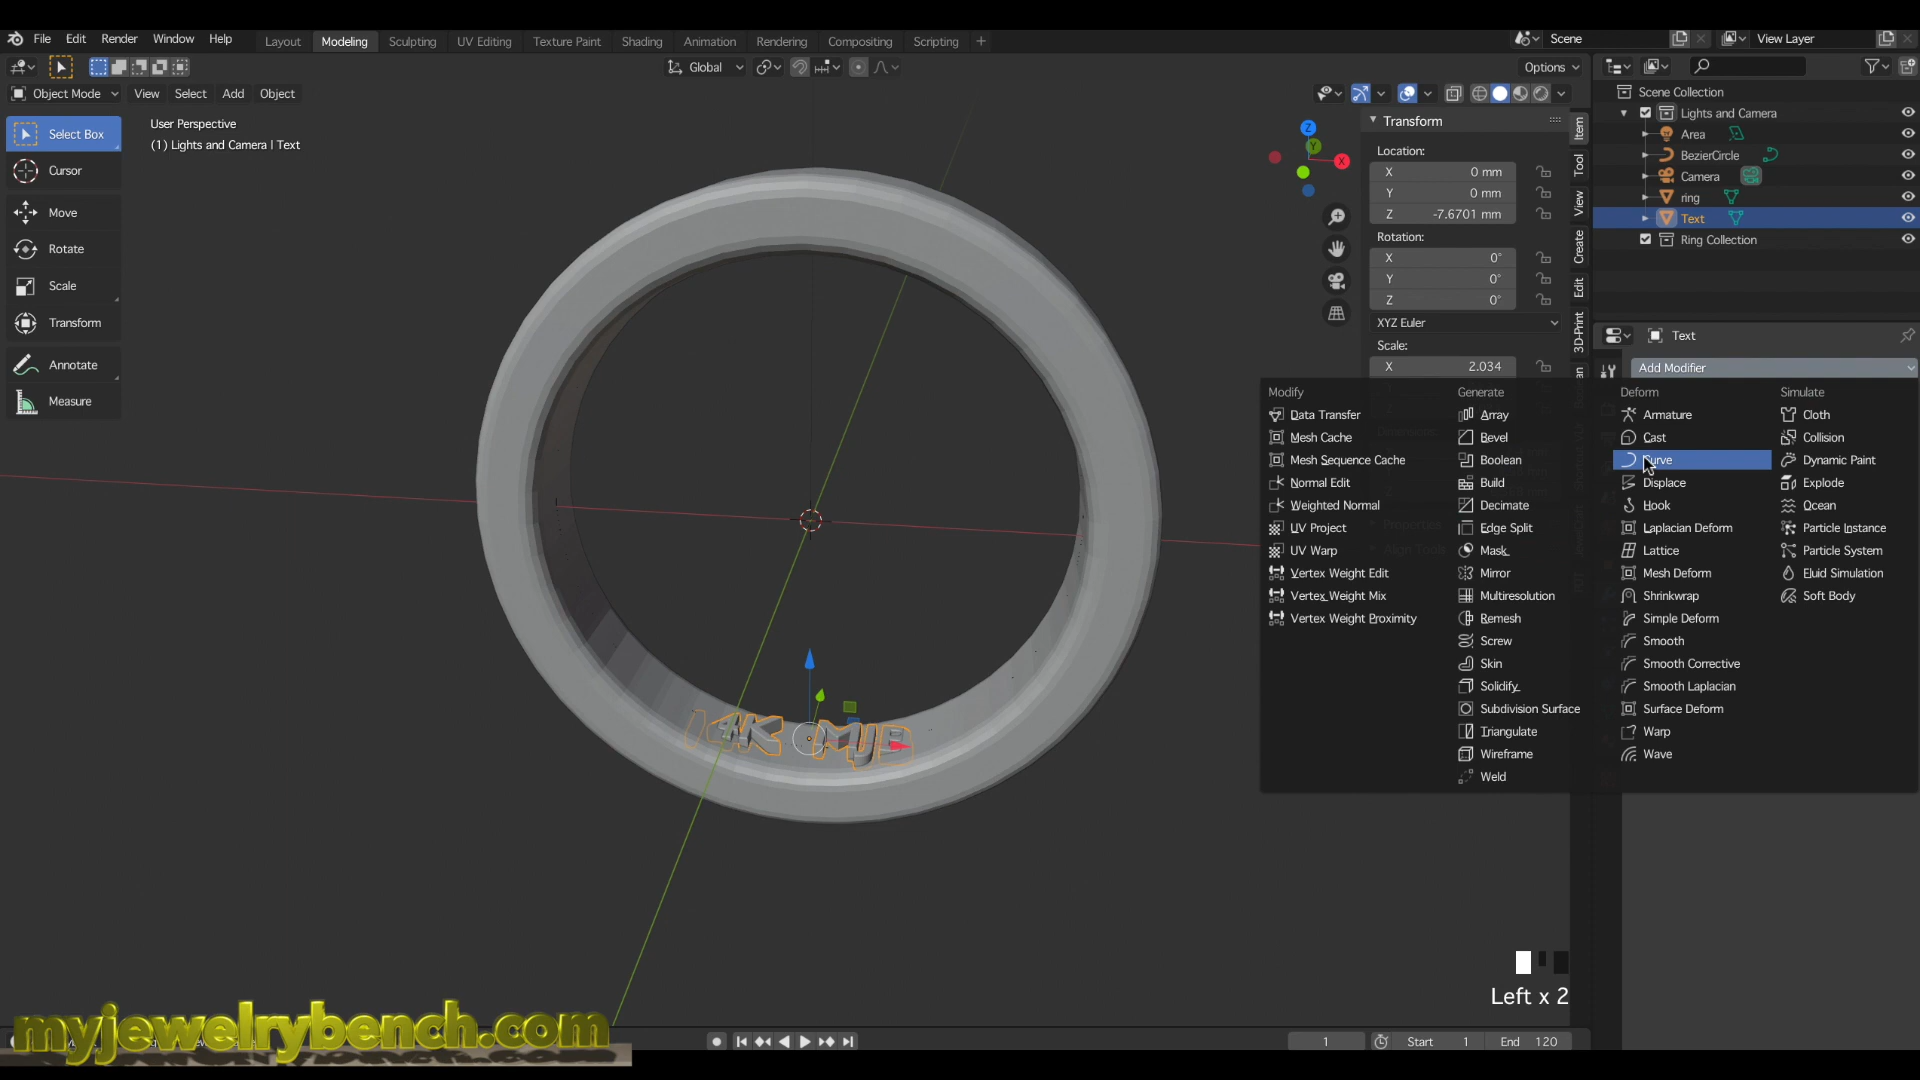 File Edit Render Window Help Layout Modeling Sculpting UV Editing Texture Paint Shading Animation Rendering Compositing Scripting + Scene View Layer
Global Options
Object Mode View Select Add Object
Select Box
Cursor
Move
Rotate
Scale
Transform
Annotate
Measure
User Perspective
(1) Lights and Camera | Text
14K MJB
Z
Y
X
Transform
Location:
X 0 mm
Y 0 mm
Z -7.6701 mm
Rotation:
X 0°
Y 0°
Z 0°
XYZ Euler
Scale:
X 2.034
Item
Tool
View
Create
Edit
3D-Print
Scene Collection
Lights and Camera
Area
BezierCircle
Camera
ring
Text
Ring Collection
Text
Add Modifier
Modify
Data Transfer
Mesh Cache
Mesh Sequence Cache
Normal Edit
Weighted Normal
UV Project
UV Warp
Vertex Weight Edit
Vertex Weight Mix
Vertex Weight Proximity
Generate
Array
Bevel
Boolean
Build
Decimate
Edge Split
Mask
Mirror
Multiresolution
Remesh
Screw
Skin
Solidify
Subdivision Surface
Triangulate
Wireframe
Weld
Deform
Armature
Cast
Curve
Displace
Hook
Laplacian Deform
Lattice
Mesh Deform
Shrinkwrap
Simple Deform
Smooth
Smooth Corrective
Smooth Laplacian
Surface Deform
Warp
Wave
Simulate
Cloth
Collision
Dynamic Paint
Explode
Ocean
Particle Instance
Particle System
Fluid Simulation
Soft Body
Left x 2
myjewelrybench.com
1 Start 1 End 120